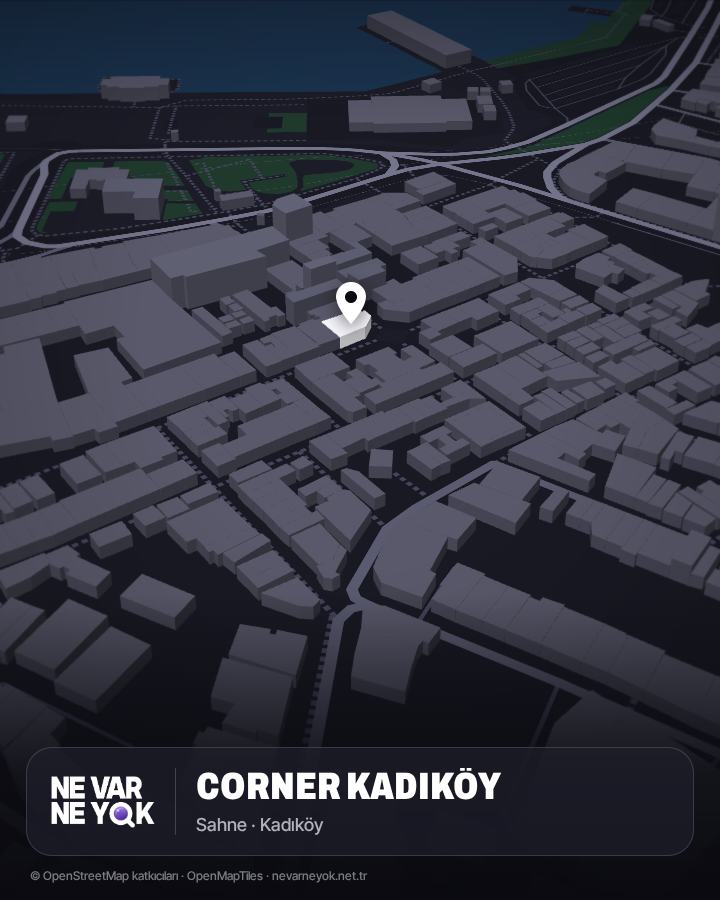 NE VAR
NE YOK
CORNER KADIKÖY
Sahne · Kadıköy
© OpenStreetMap katkıcıları · OpenMapTiles · nevarneyok.net.tr